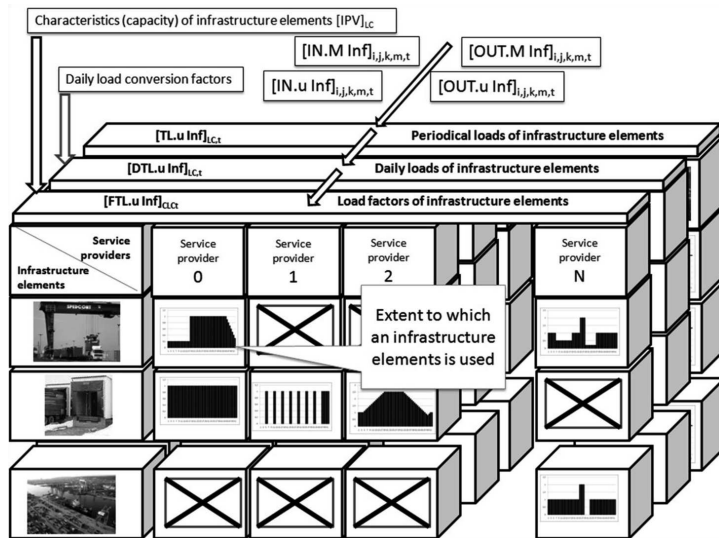 Characteristics (capacity) of infrastructure elements [IPV]LC
[IN.M Inf]i,j,k,m,t
[OUT.M Inf]i,j,k,m,t
Daily load conversion factors
[IN.u Inf]i,j,k,m,t
[OUT.u Inf]i,j,k,m,t
[TL.u Inf]LC,t
Periodical loads of infrastructure elements
[DTL.u Inf]LC,t
Daily loads of infrastructure elements
[FTL.u Inf]CLCt
Load factors of infrastructure elements
Service
providers
Infrastructure
elements
Service
provider
0
Service
provider
1
Service
provider
2
Service
provider
N
Extent to which
an infrastructure
elements is used